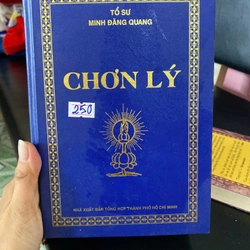 TỔ SƯ
MINH ĐĂNG QUANG
CHƠN LÝ
250
NHÀ XUẤT BẢN TỔNG HỢP THÀNH PHỐ HỒ CHÍ MINH